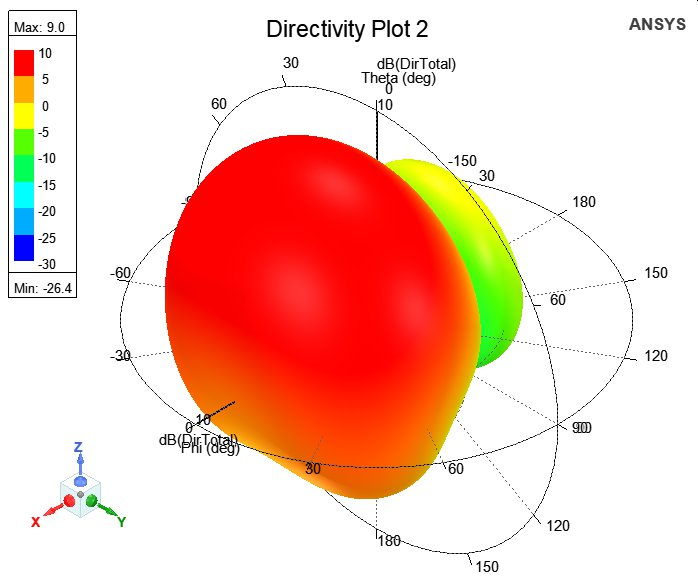 Directivity Plot 2
ANSYS
Max: 9.0
10
5
0
-5
-10
-15
-20
-25
-30
Min: -26.4
dB(DirTotal)
Theta (deg)
0
10
30
60
-150
30
180
-60
150
60
-30
120
90
0
10
dB(DirTotal)
Phi (deg)
30
60
180
120
150
Z
X
Y